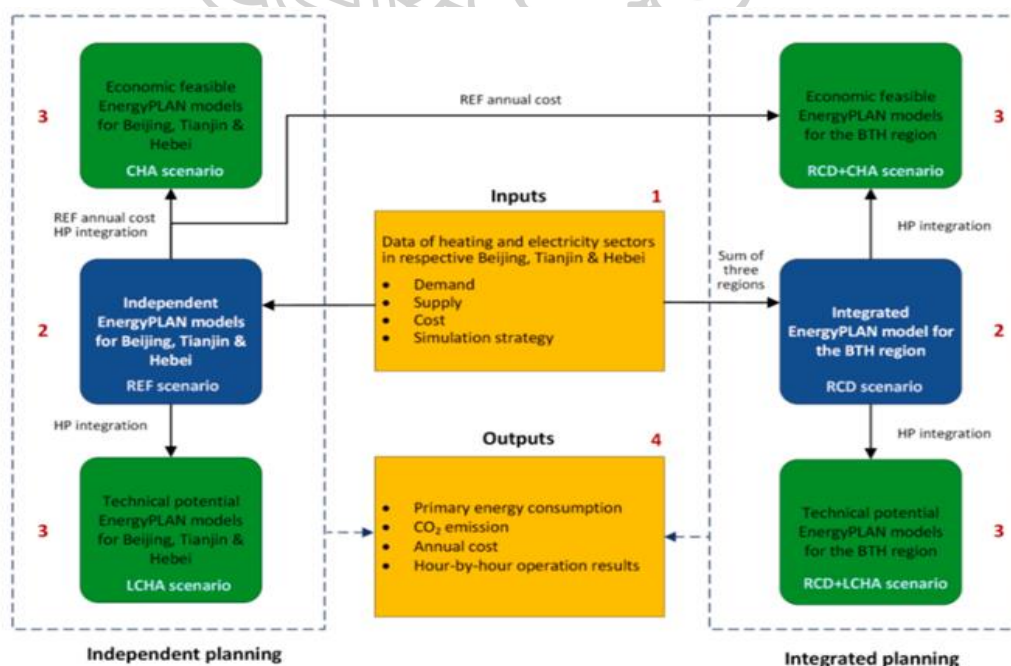 3
Economic feasible
EnergyPLAN models
for Beijing, Tianjin &
Hebei
CHA scenario
REF annual cost
Economic feasible
EnergyPLAN models
for the BTH region
RCD+CHA scenario
3
REF annual cost
HP integration
Inputs
1
Data of heating and electricity sectors
in respective Beijing, Tianjin & Hebei
• Demand
• Supply
• Cost
• Simulation strategy
Sum of
three
regions
HP integration
2
Independent
EnergyPLAN models
for Beijing, Tianjin &
Hebei
REF scenario
Integrated
EnergyPLAN model for
the BTH region
RCD scenario
2
HP integration
HP integration
Outputs
4
• Primary energy consumption
• CO₂ emission
• Annual cost
• Hour-by-hour operation results
3
Technical potential
EnergyPLAN models
for Beijing, Tianjin &
Hebei
LCHA scenario
Technical potential
EnergyPLAN models
for the BTH region
RCD+LCHA scenario
3
Independent planning
Integrated planning